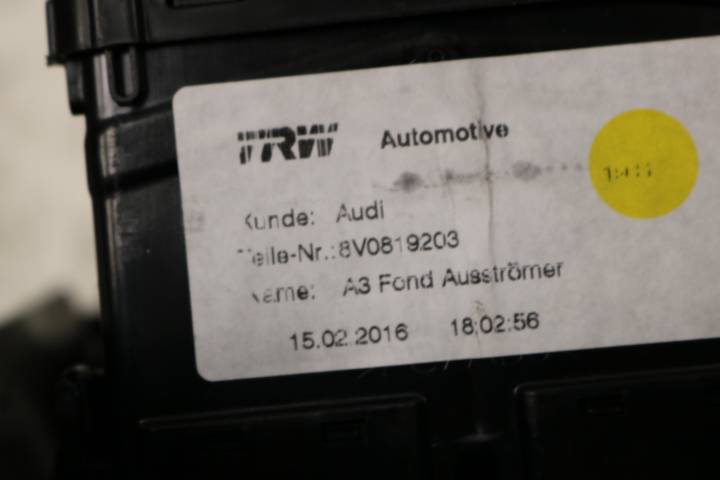 TRW Automotive
Kunde: Audi
Teile-Nr.: 8V0819203
Name: A3 Fond Ausströmer
15.02.2016 18:02:56